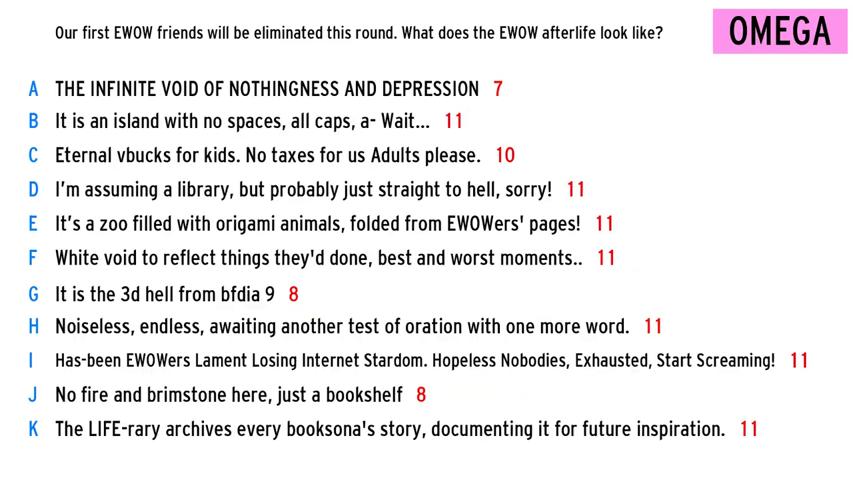 Our first EWOW friends will be eliminated this round. What does the EWOW afterlife look like?
OMEGA
A THE INFINITE VOID OF NOTHINGNESS AND DEPRESSION 7
B It is an island with no spaces, all caps, a- Wait... 11
C Eternal vbucks for kids. No taxes for us Adults please. 10
D I'm assuming a library, but probably just straight to hell, sorry! 11
E It's a zoo filled with origami animals, folded from EWOWers' pages! 11
F White void to reflect things they'd done, best and worst moments.. 11
G It is the 3d hell from bfdia 9 8
H Noiseless, endless, awaiting another test of oration with one more word. 11
I Has-been EWOWers Lament Losing Internet Stardom. Hopeless Nobodies, Exhausted, Start Screaming! 11
J No fire and brimstone here, just a bookshelf 8
K The LIFE-rary archives every booksona's story, documenting it for future inspiration. 11